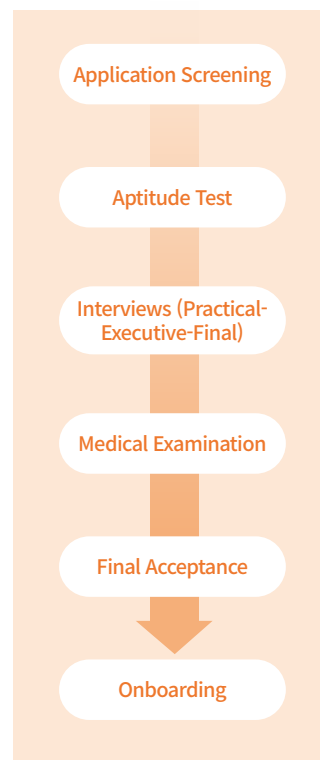 Application Screening
Aptitude Test
Interviews (Practical-
Executive-Final)
Medical Examination
Final Acceptance
Onboarding